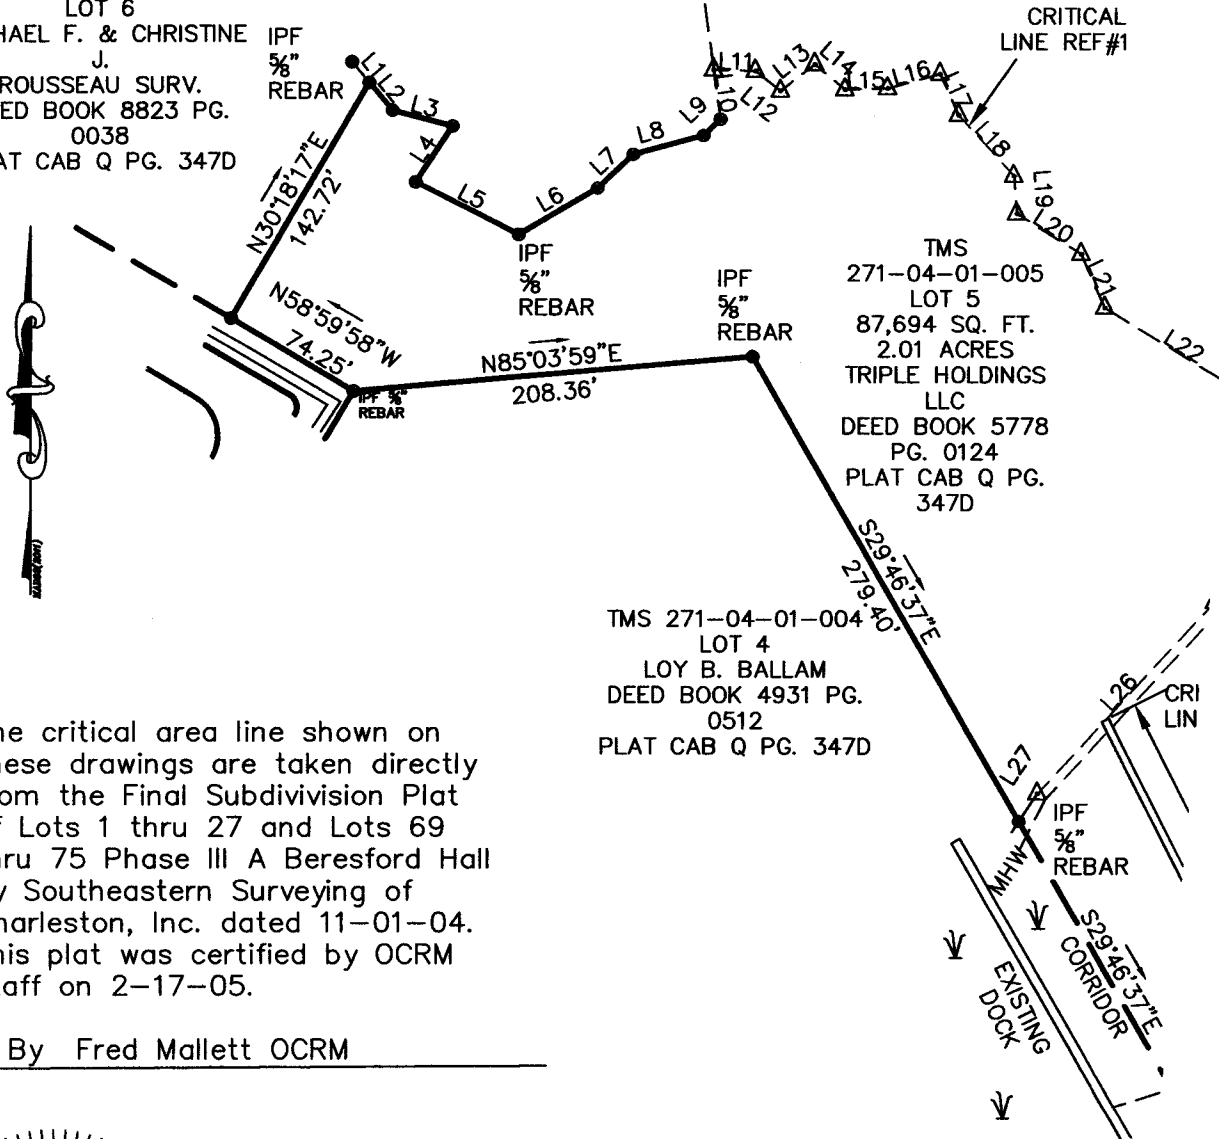 LOT 6
HAEL F. & CHRISTINE
J.
ROUSSEAU SURV.
ED BOOK 8823 PG.
0038
AT CAB Q PG. 347D
IPF
⅝"
REBAR
L1
L2
L3
L4
L5
L6
L7
L8
L9
L10
L11
L12
L13
L14
L15
L16
L17
L18
L19
L20
L21
L22
CRITICAL
LINE REF#1
N30°18'17"E
142.72'
N58°59'58"W
74.25'
IPF
⅝"
REBAR
IPF
⅝"
REBAR
IPF ⅝"
REBAR
N85°03'59"E
208.36'
TMS
271-04-01-005
LOT 5
87,694 SQ. FT.
2.01 ACRES
TRIPLE HOLDINGS
LLC
DEED BOOK 5778
PG. 0124
PLAT CAB Q PG.
347D
S29°46'37"E
279.40'
TMS 271-04-01-004
LOT 4
LOY B. BALLAM
DEED BOOK 4931 PG.
0512
PLAT CAB Q PG. 347D
L26
CRI
LIN
L27
IPF
⅝"
REBAR
MHW
S29°46'37"E
CORRIDOR
EXISTING
DOCK
he critical area line shown on
hese drawings are taken directly
om the Final Subdivivision Plat
f Lots 1 thru 27 and Lots 69
hru 75 Phase III A Beresford Hall
y Southeastern Surveying of
harleston, Inc. dated 11-01-04.
his plat was certified by OCRM
taff on 2-17-05.
By Fred Mallett OCRM